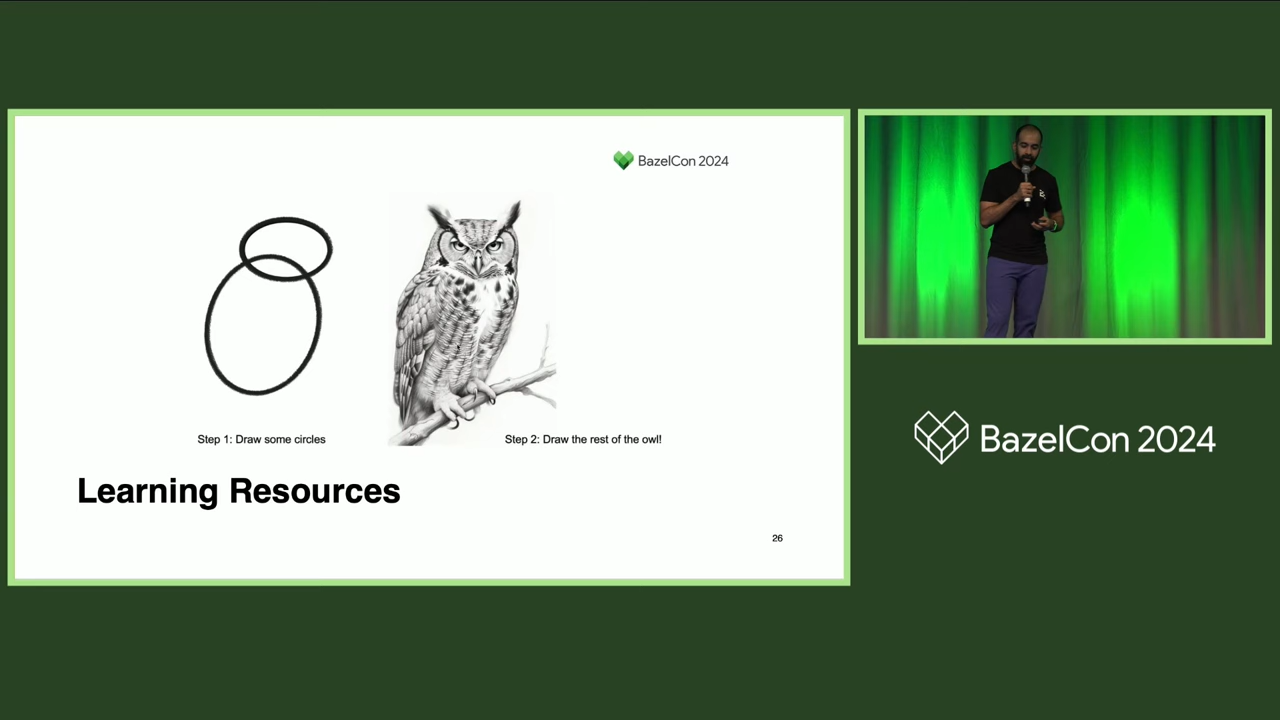 BazelCon 2024
Step 1: Draw some circles
Step 2: Draw the rest of the owl!
Learning Resources
26
BazelCon 2024